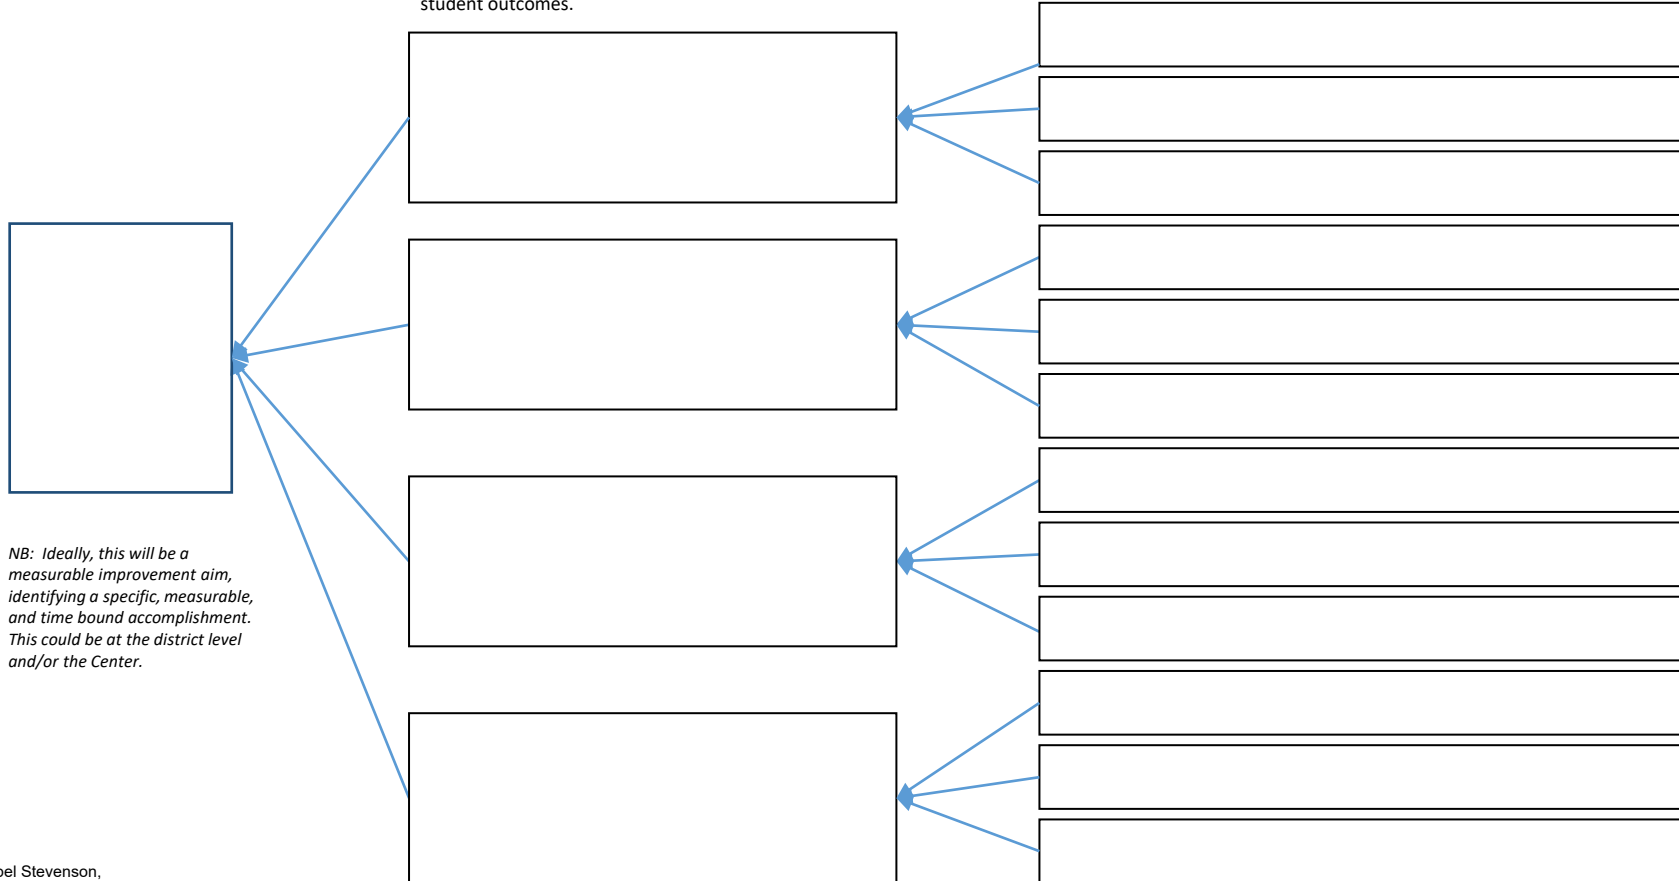 student outcomes.
NB:  Ideally, this will be a
measurable improvement aim,
identifying a specific, measurable,
and time bound accomplishment.
This could be at the district level
and/or the Center.
Stevenson,